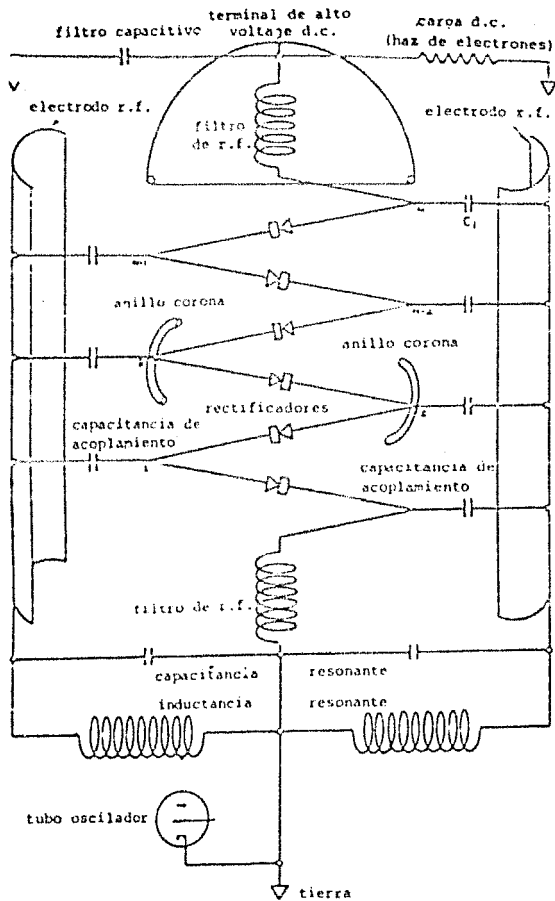 terminal de alto
voltaje d.c.
filtro capacitivo
carga d.c.
(haz de electrones)
electrodo r.f.
electrodo r.f.
filtro
de r.f.
C1
N-2
anillo corona
anillo corona
rectificadores
capacitancia de
acoplamiento
capacitancia de
acoplamiento
filtro de r.f.
capacitancia
resonante
inductancia
resonante
tubo oscilador
tierra